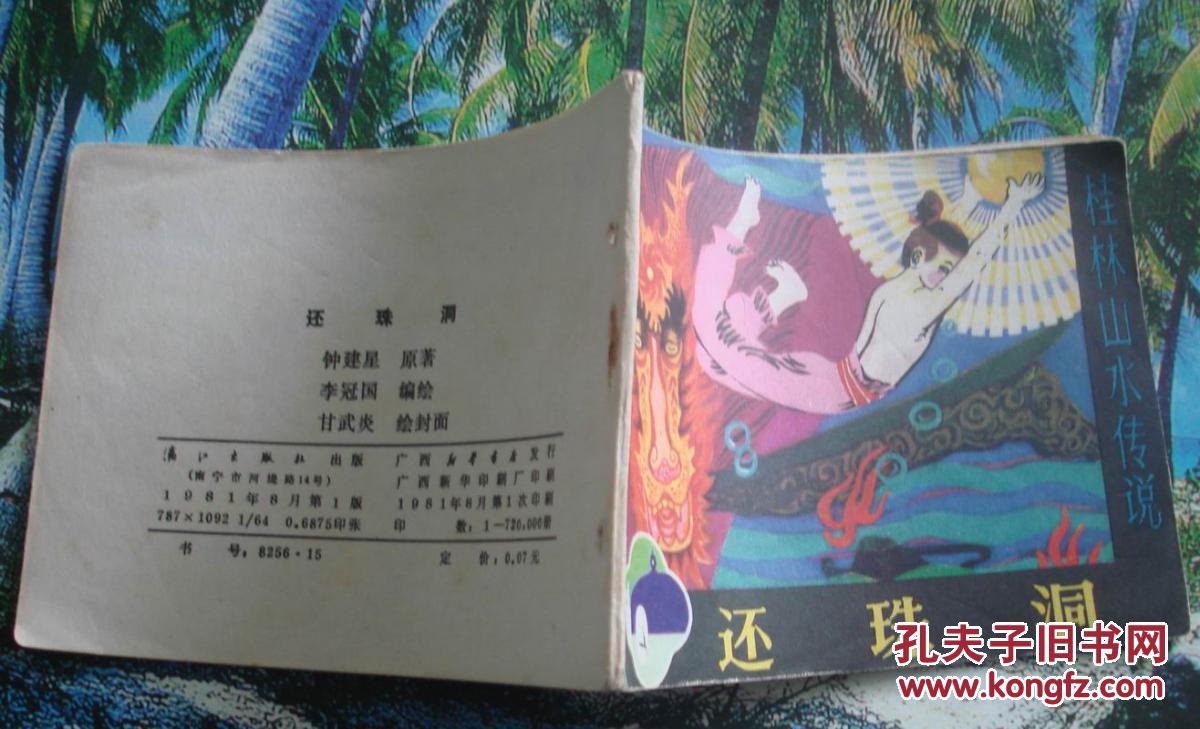 还 珠 洞
钟建星 原著
李冠国 编绘
甘武炎 绘封面
漓江出版社 出版
(南宁市河堤路14号)
1981年8月第1版
787×1092 1/64 0.6875印张
广西新华书店发行
广西新华印刷厂印刷
1981年8月第1次印刷
印 数:1—720,000册
书 号:8256·15
定 价:0.07元
桂林山水传说
还 珠 洞
孔夫子旧书网
www.kongfz.com